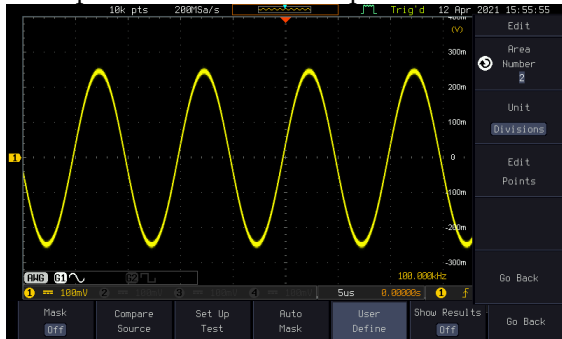 10k pts 200MSa/s Trig'd 12 Apr 2021 15:55:55
400m
(V)
300m
200m
100m
1 0
-100m
-200m
-300m
AWG G1 G2
100.000kHz
1 100mV 2 100mV 3 100mV 4 100mV 5us 0.00000s 1
Edit
Area
Number
2
Unit
Divisions
Edit
Points
Go Back
Mask
Off
Compare
Source
Set Up
Test
Auto
Mask
User
Define
Show Results
Off
Go Back